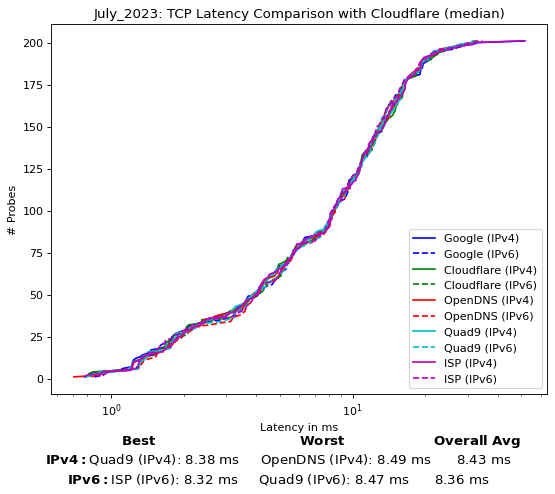 July_2023: TCP Latency Comparison with Cloudflare (median)
200
175
150
125
100
75
50
25
0
# Probes
Google (IPv4)
Google (IPv6)
Cloudflare (IPv4)
Cloudflare (IPv6)
OpenDNS (IPv4)
OpenDNS (IPv6)
Quad9 (IPv4)
Quad9 (IPv6)
ISP (IPv4)
ISP (IPv6)
10⁰ 10¹
Latency in ms
Best Worst Overall Avg
IPv4: Quad9 (IPv4): 8.38 ms OpenDNS (IPv4): 8.49 ms 8.43 ms
IPv6: ISP (IPv6): 8.32 ms Quad9 (IPv6): 8.47 ms 8.36 ms